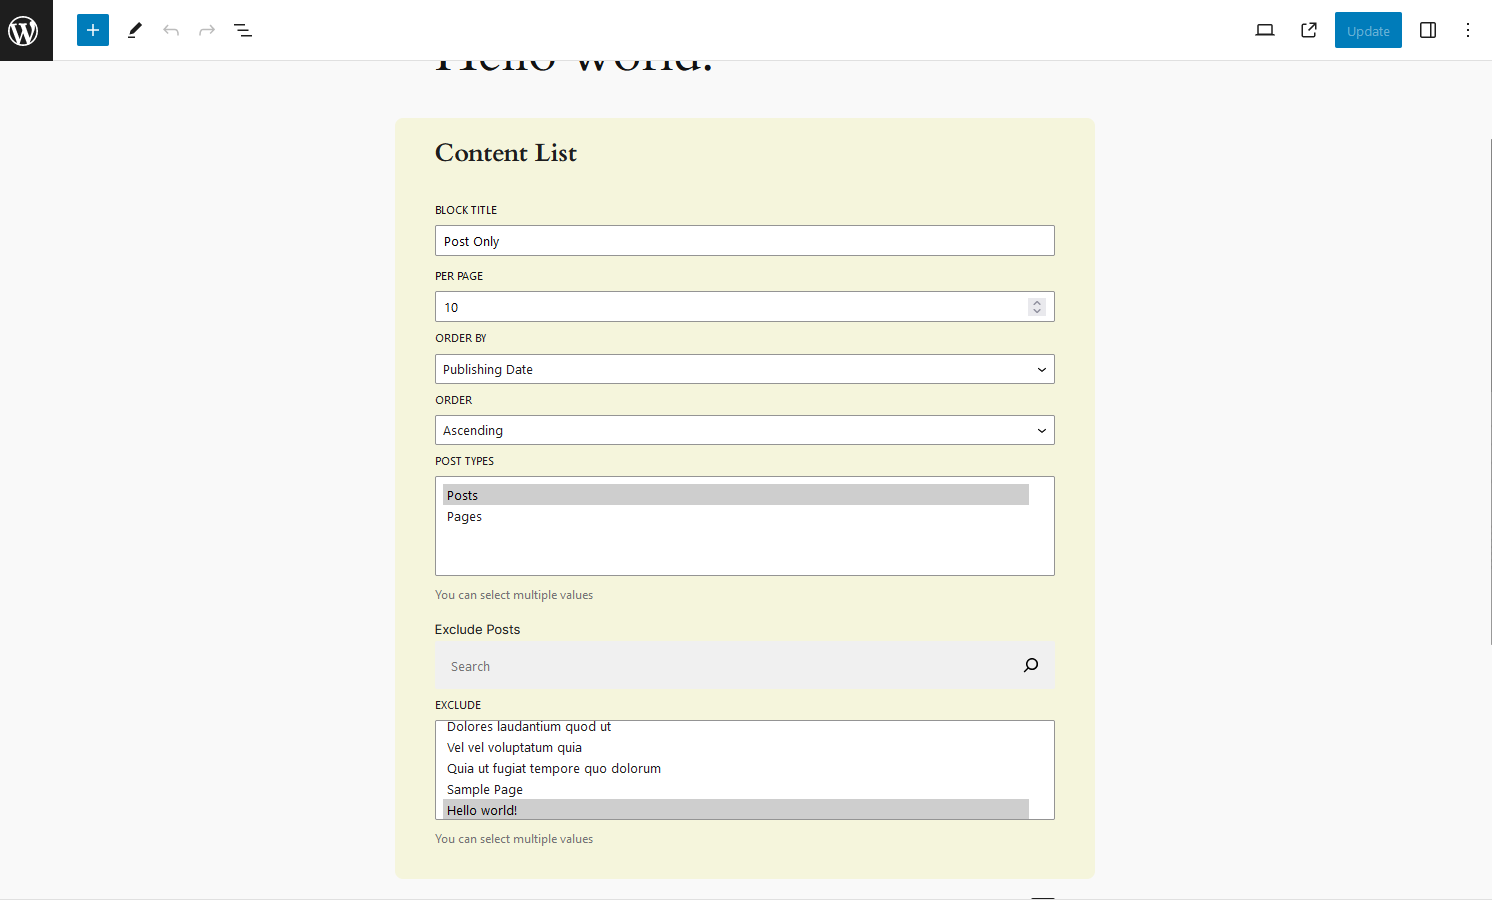 Update
Hello world!
Content List
BLOCK TITLE
Post Only
PER PAGE
10
ORDER BY
Publishing Date
ORDER
Ascending
POST TYPES
Posts
Pages
You can select multiple values
Exclude Posts
Search
EXCLUDE
Dolores laudantium quod ut
Vel vel voluptatum quia
Quia ut fugiat tempore quo dolorum
Sample Page
Hello world!
You can select multiple values